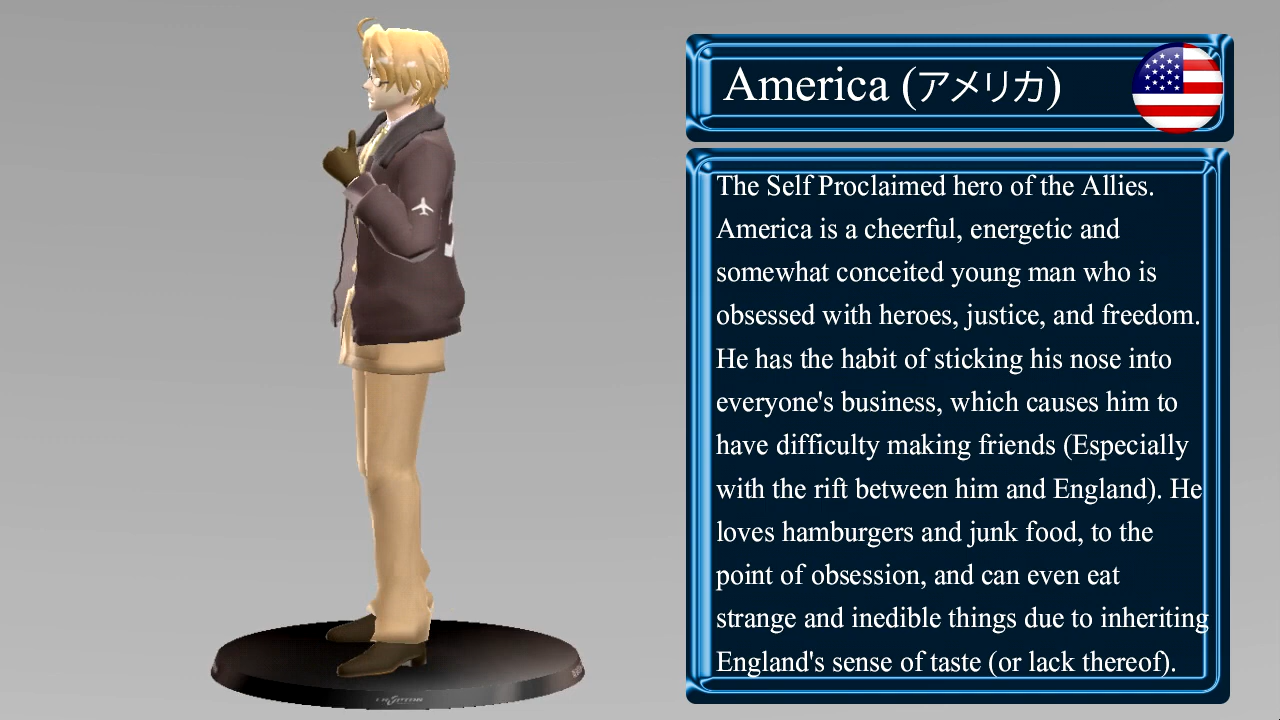 America (アメリカ)
The Self Proclaimed hero of the Allies.
America is a cheerful, energetic and
somewhat conceited young man who is
obsessed with heroes, justice, and freedom.
He has the habit of sticking his nose into
everyone's business, which causes him to
have difficulty making friends (Especially
with the rift between him and England). He
loves hamburgers and junk food, to the
point of obsession, and can even eat
strange and inedible things due to inheriting
England's sense of taste (or lack thereof).